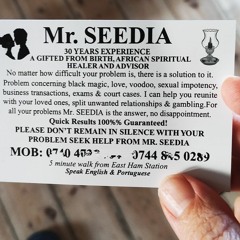 Mr. SEEDIA
30 YEARS EXPERIENCE
A GIFTED FROM BIRTH, AFRICAN SPIRITUAL
HEALER AND ADVISOR
No matter how difficult your problem is, there is a solution to it.
Problem concerning black magic, love, voodoo, sexual impotency,
business transactions, exams & court cases. I can help you reunite
with your loved ones, split unwanted relationships & gambling.For
all your problems Mr. SEEDIA is the answer, no disappointment.
Quick Results 100% Guaranteed!
PLEASE DON'T REMAIN IN SILENCE WITH YOUR
PROBLEM SEEK HELP FROM MR. SEEDIA
MOB:
5 minute walk from East Ham Station
Speak English & Portuguese